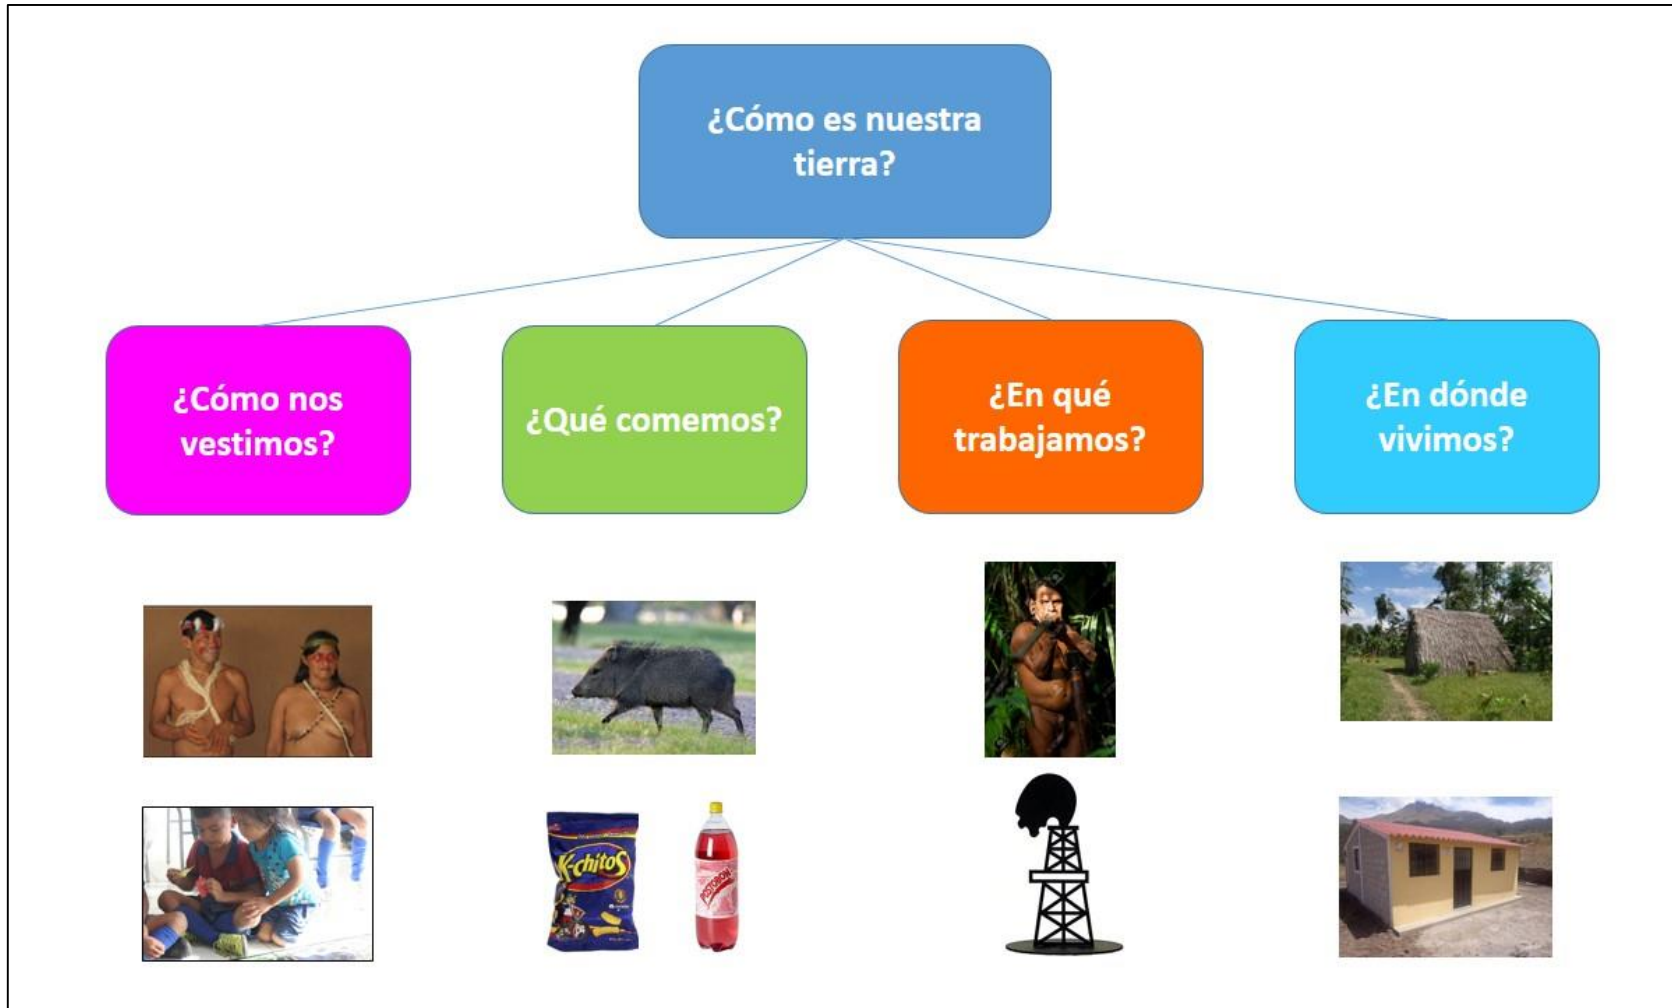 ¿Cómo es nuestra
tierra?
¿Cómo nos
vestimos?
¿Qué comemos?
¿En qué
trabajamos?
¿En dónde
vivimos?
K-chitos